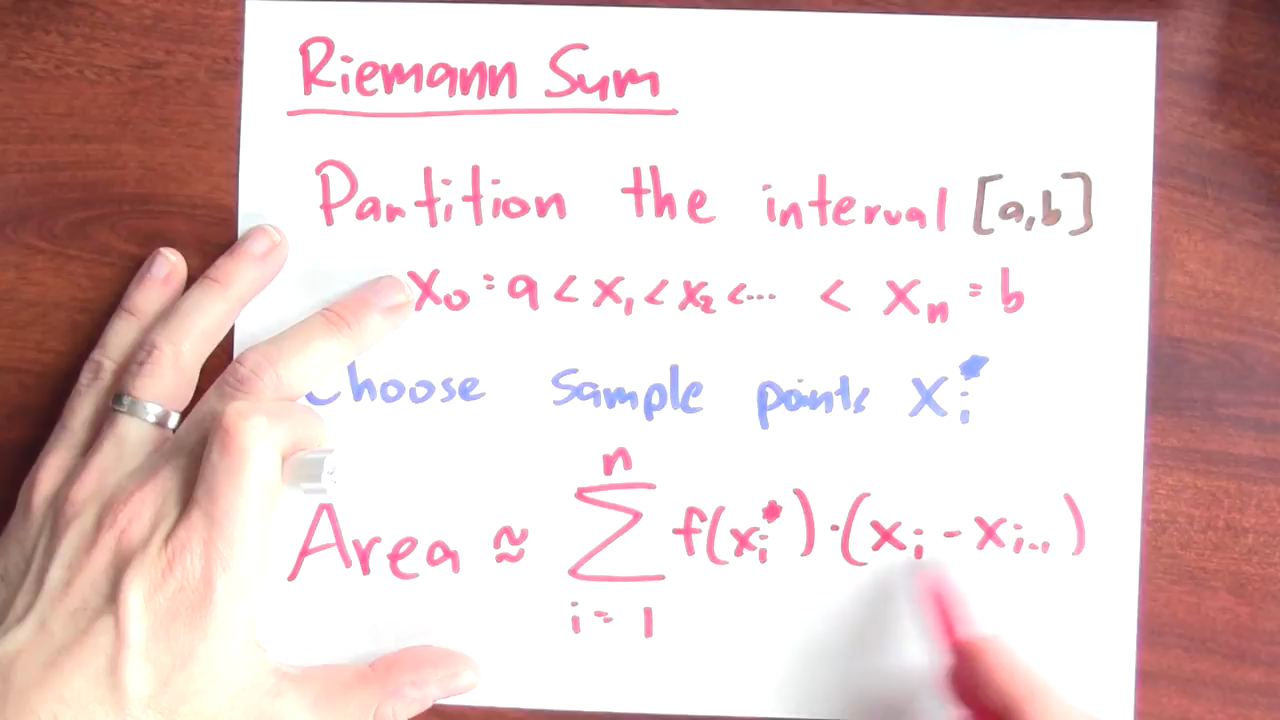 Riemann Sum
Partition the interval [a,b]
x₀ = a < x₁ < x₂ < ... < xₙ = b
Choose sample points xᵢ*
Area ≈ n∑i=1 f(xᵢ*)·(xᵢ - xᵢ₋₁)